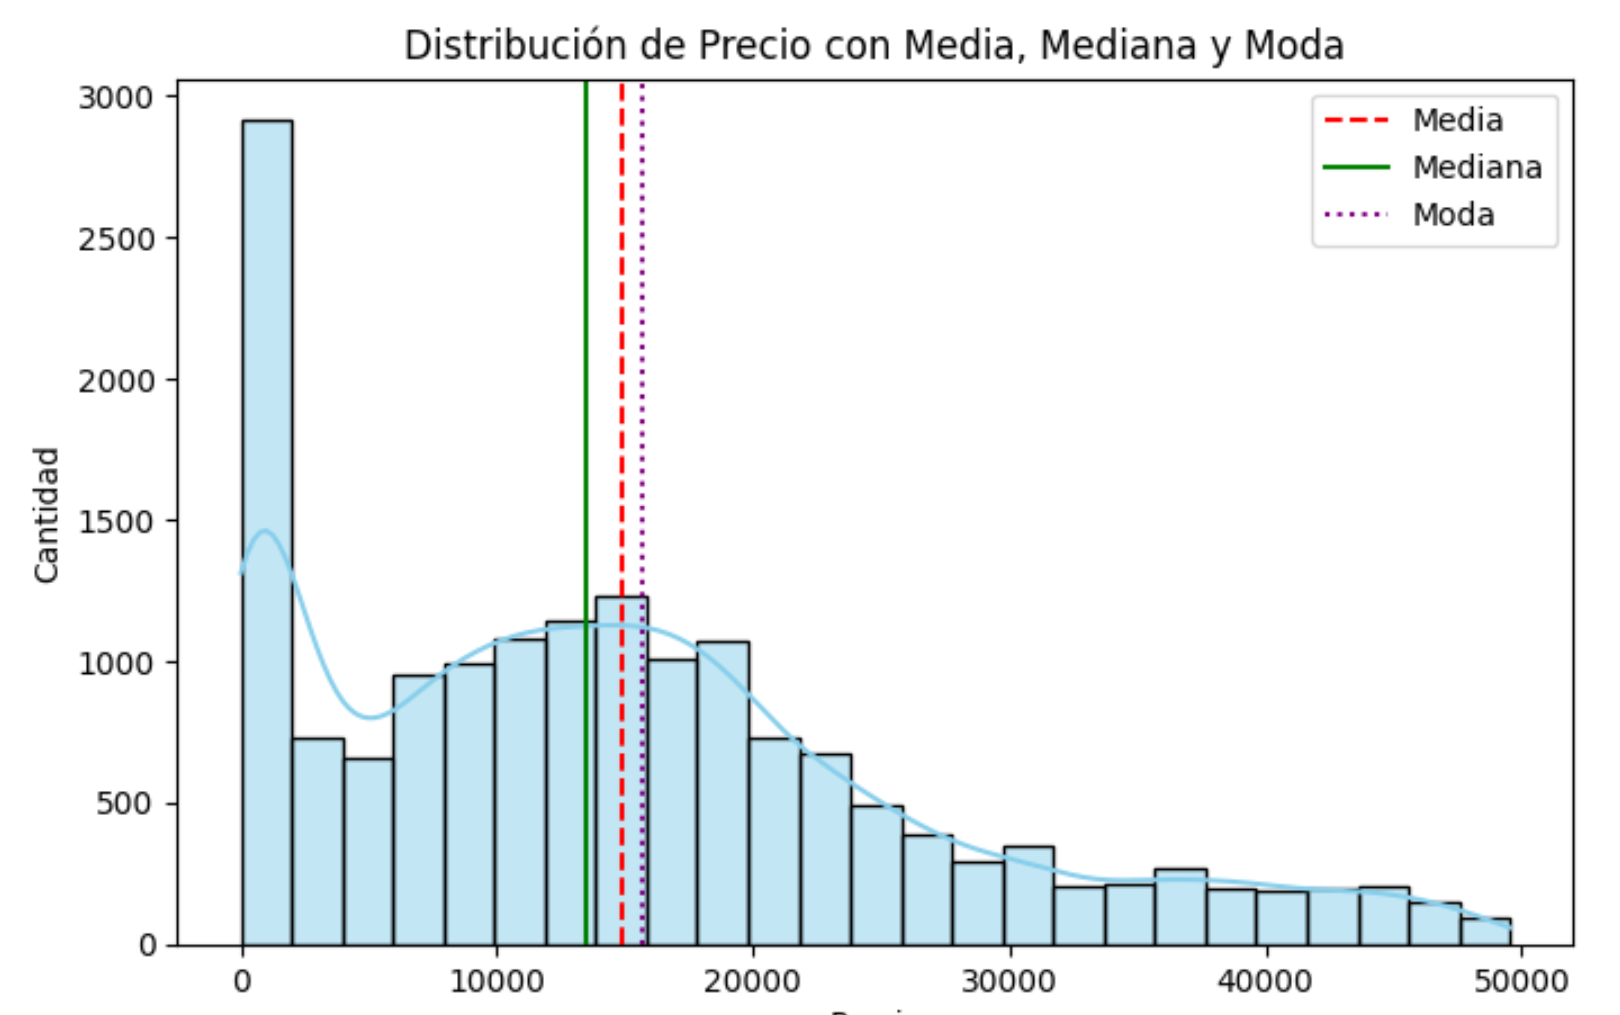 Distribución de Precio con Media, Mediana y Moda
Media
Mediana
Moda
Cantidad
3000
2500
2000
1500
1000
500
0
0 10000 20000 30000 40000 50000